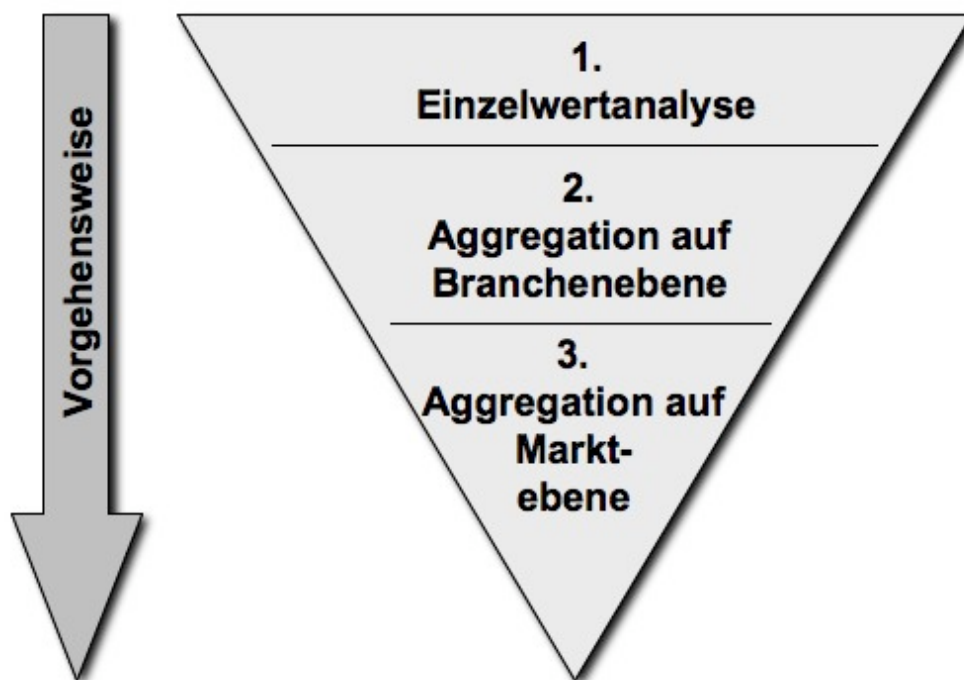 Vorgehensweise
1.
Einzelwertanalyse
2.
Aggregation auf
Branchenebene
3.
Aggregation auf
Markt-
ebene